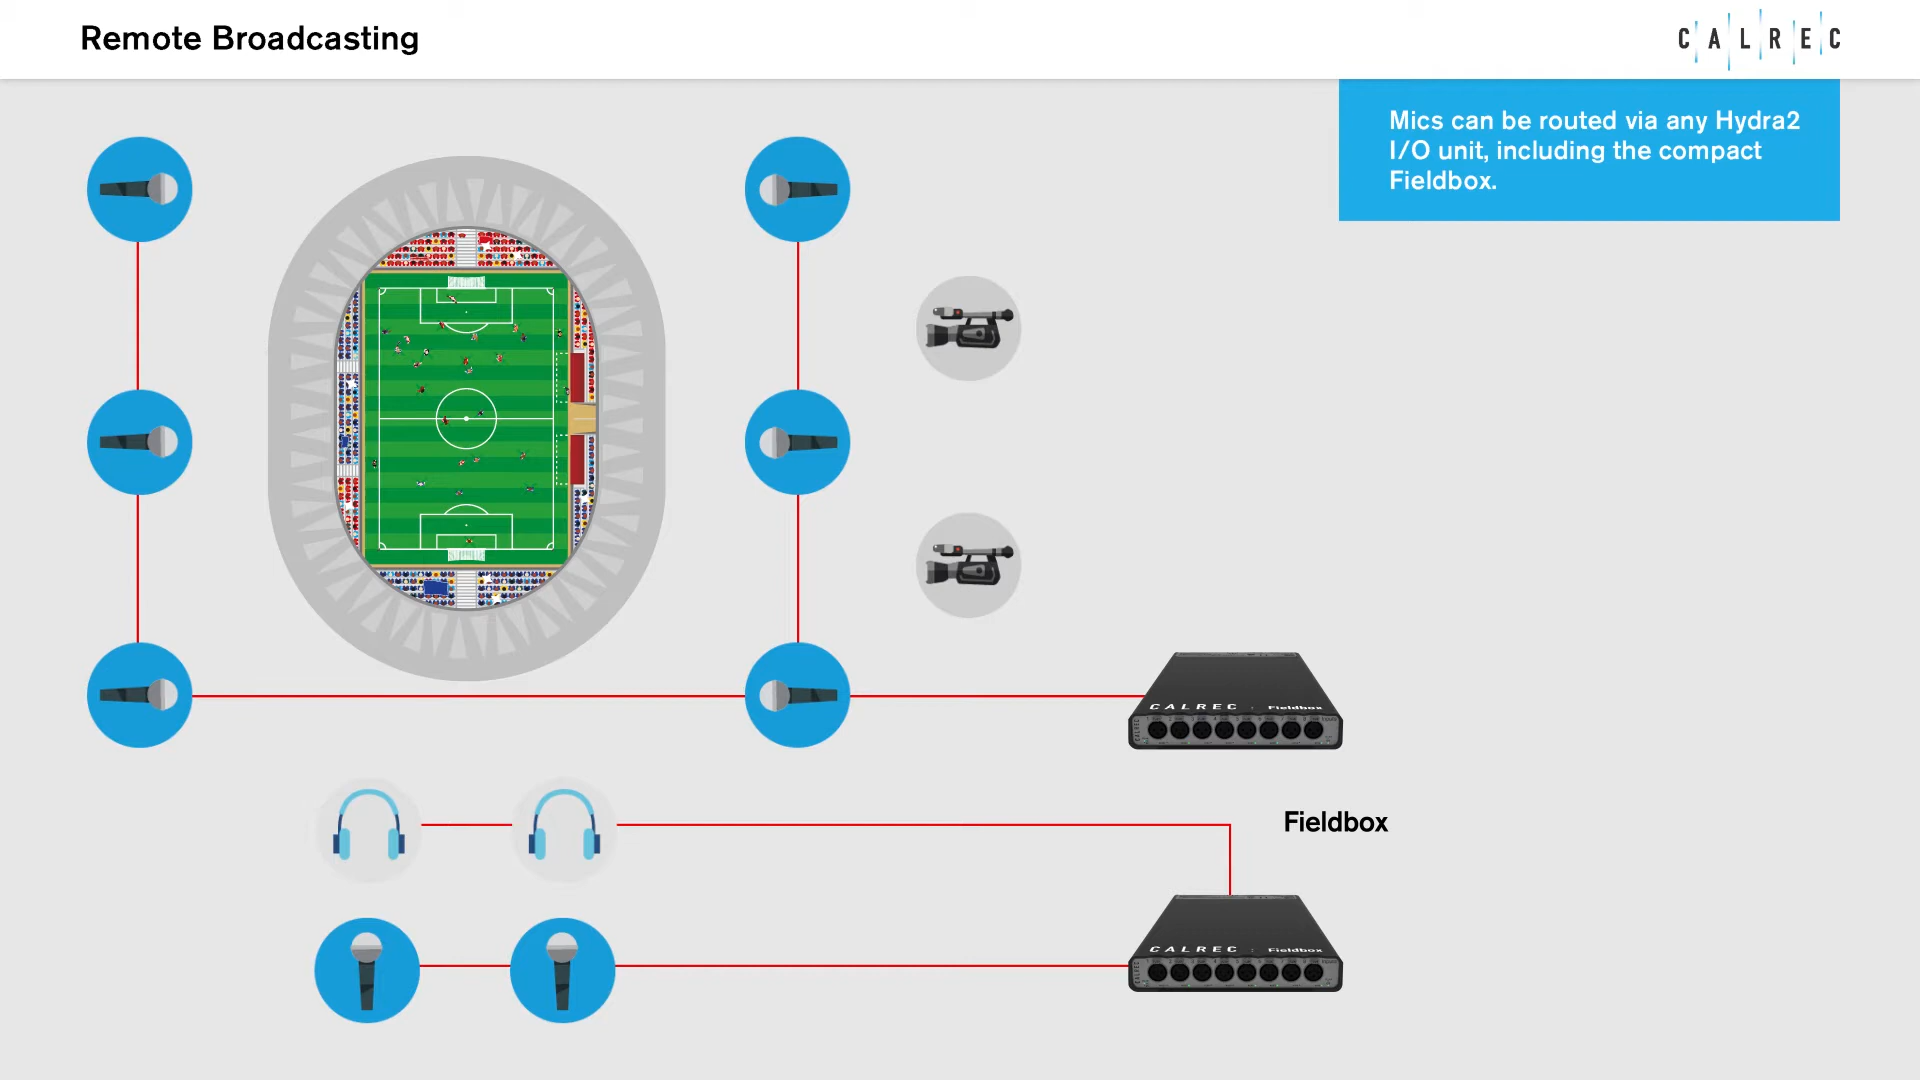 Remote Broadcasting
CALREC
Mics can be routed via any Hydra2
I/O unit, including the compact
Fieldbox.
CALREC Fieldbox
Fieldbox
CALREC Fieldbox